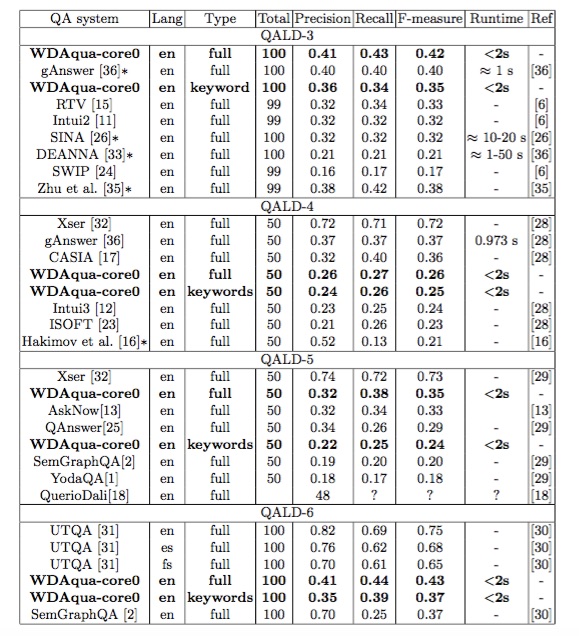 QA system Lang Type Total Precision Recall F-measure Runtime Ref
QALD-3
WDAqua-core0 en full 100 0.41 0.43 0.42 <2s -
gAnswer [36]* en full 100 0.40 0.40 0.40 ≈ 1 s [36]
WDAqua-core0 en keyword 100 0.36 0.34 0.35 <2s -
RTV [15] en full 99 0.32 0.34 0.33 - [6]
Intui2 [11] en full 99 0.32 0.32 0.32 - [6]
SINA [26]* en full 100 0.32 0.32 0.32 ≈ 10-20 s [26]
DEANNA [33]* en full 100 0.21 0.21 0.21 ≈ 1-50 s [36]
SWIP [24] en full 99 0.16 0.17 0.17 - [6]
Zhu et al. [35]* en full 99 0.38 0.42 0.38 - [35]
QALD-4
Xser [32] en full 50 0.72 0.71 0.72 - [28]
gAnswer [36] en full 50 0.37 0.37 0.37 0.973 s [28]
CASIA [17] en full 50 0.32 0.40 0.36 - [28]
WDAqua-core0 en full 50 0.26 0.27 0.26 <2s -
WDAqua-core0 en keywords 50 0.24 0.26 0.25 <2s -
Intui3 [12] en full 50 0.23 0.25 0.24 - [28]
ISOFT [23] en full 50 0.21 0.26 0.23 - [28]
Hakimov et al. [16]* en full 50 0.52 0.13 0.21 - [16]
QALD-5
Xser [32] en full 50 0.74 0.72 0.73 - [29]
WDAqua-core0 en full 50 0.32 0.38 0.35 <2s -
AskNow[13] en full 50 0.32 0.34 0.33 - [13]
QAnswer[25] en full 50 0.34 0.26 0.29 - [29]
WDAqua-core0 en keywords 50 0.22 0.25 0.24 <2s -
SemGraphQA[2] en full 50 0.19 0.20 0.20 - [29]
YodaQA[1] en full 50 0.18 0.17 0.18 - [29]
QuerioDali[18] en full 48 ? ? ? [18]
QALD-6
UTQA [31] en full 100 0.82 0.69 0.75 - [30]
UTQA [31] es full 100 0.76 0.62 0.68 - [30]
UTQA [31] fs full 100 0.70 0.61 0.65 - [30]
WDAqua-core0 en full 100 0.41 0.44 0.43 <2s -
WDAqua-core0 en keywords 100 0.35 0.39 0.37 <2s -
SemGraphQA [2] en full 100 0.70 0.25 0.37 - [30]